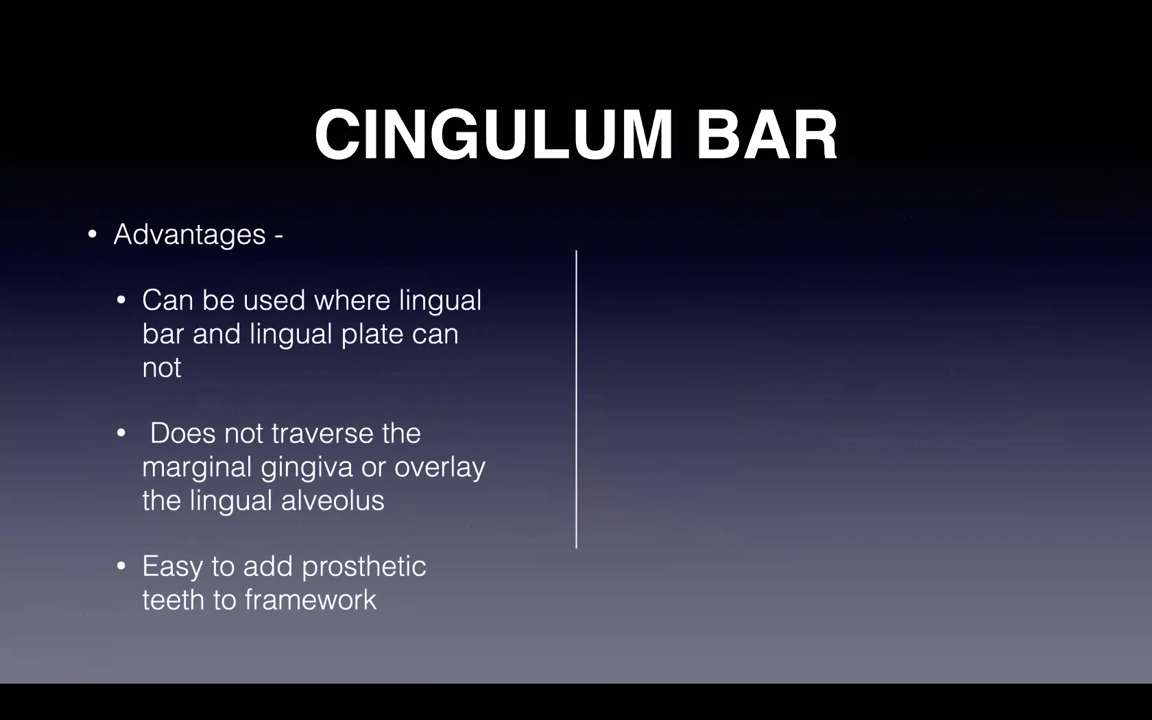 CINGULUM BAR
• Advantages -
• Can be used where lingual
bar and lingual plate can
not
• Does not traverse the
marginal gingiva or overlay
the lingual alveolus
• Easy to add prosthetic
teeth to framework